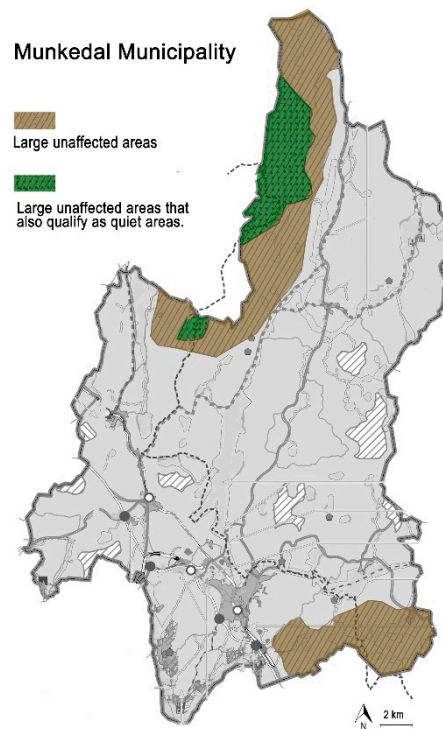 Munkedal Municipality
Large unaffected areas
Large unaffected areas that
also qualify as quiet areas.
N
2 km